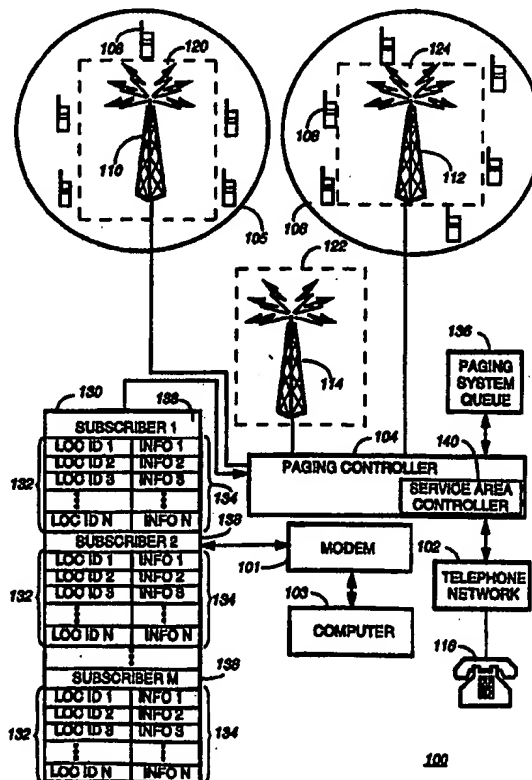 106
120
110
105
124
108
112
106
122
114
136
PAGING SYSTEM QUEUE
104
PAGING CONTROLLER
140
SERVICE AREA CONTROLLER
130
138
SUBSCRIBER 1
LOC ID 1 INFO 1
LOC ID 2 INFO 2
LOC ID 3 INFO 3
LOC ID N INFO N
132
134
138
SUBSCRIBER 2
LOC ID 1 INFO 1
LOC ID 2 INFO 2
LOC ID 3 INFO 3
LOC ID N INFO N
132
134
138
SUBSCRIBER M
LOC ID 1 INFO 1
LOC ID 2 INFO 2
LOC ID 3 INFO 3
LOC ID N INFO N
132
134
MODEM
101
103
COMPUTER
102
TELEPHONE NETWORK
116
100